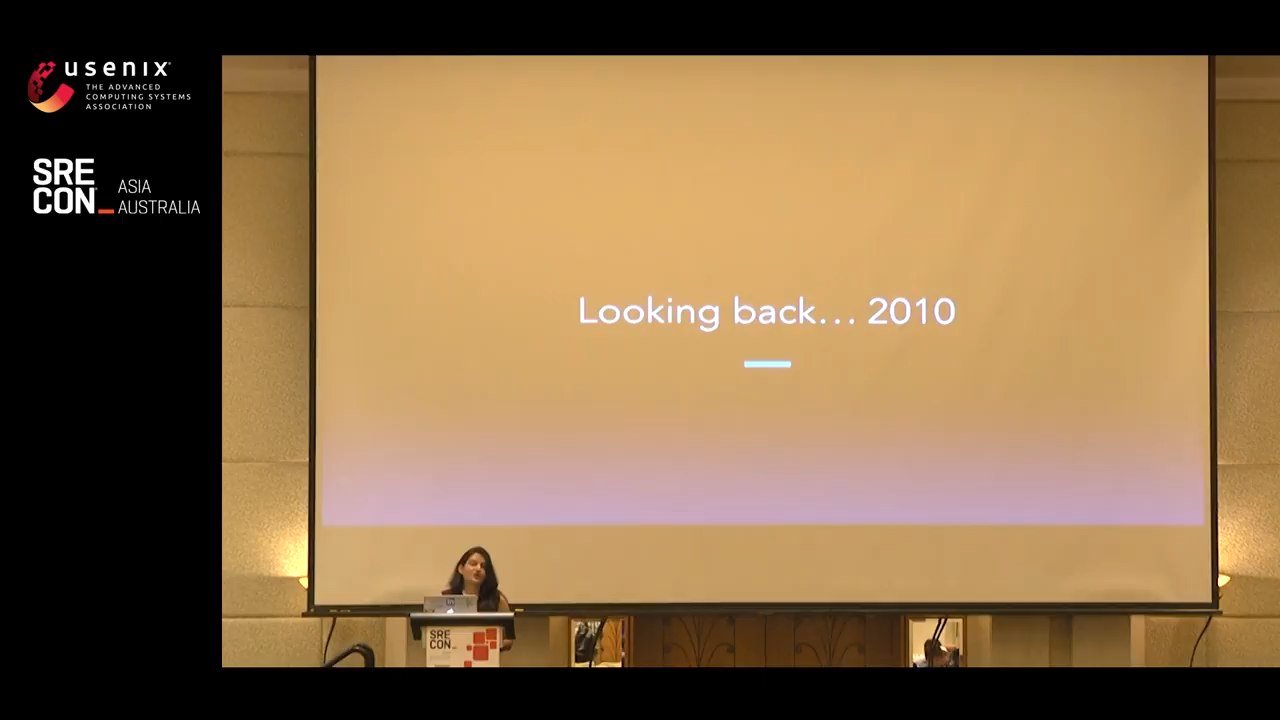 usenix
THE ADVANCED
COMPUTING SYSTEMS
ASSOCIATION
SRE
CON
ASIA
AUSTRALIA
Looking back... 2010
SRE
CON